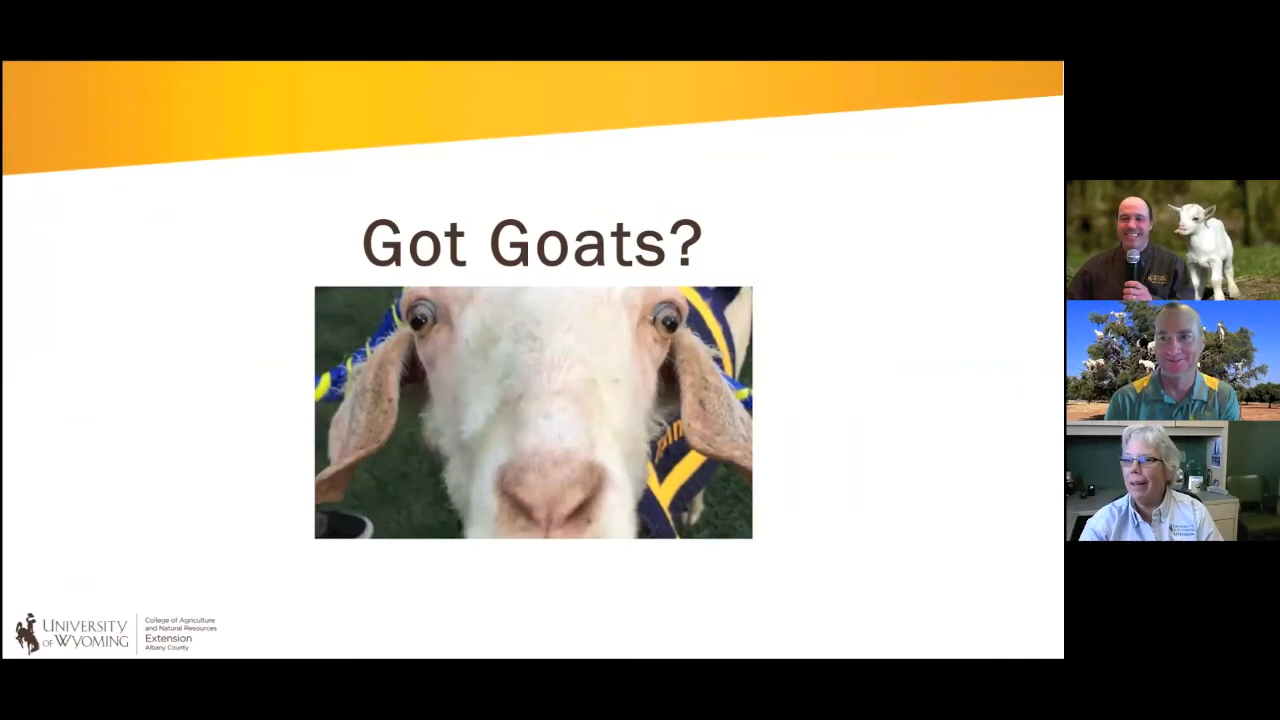 Got Goats?
UNIVERSITY
OF WYOMING
College of Agriculture
and Natural Resources
Extension
Albany County